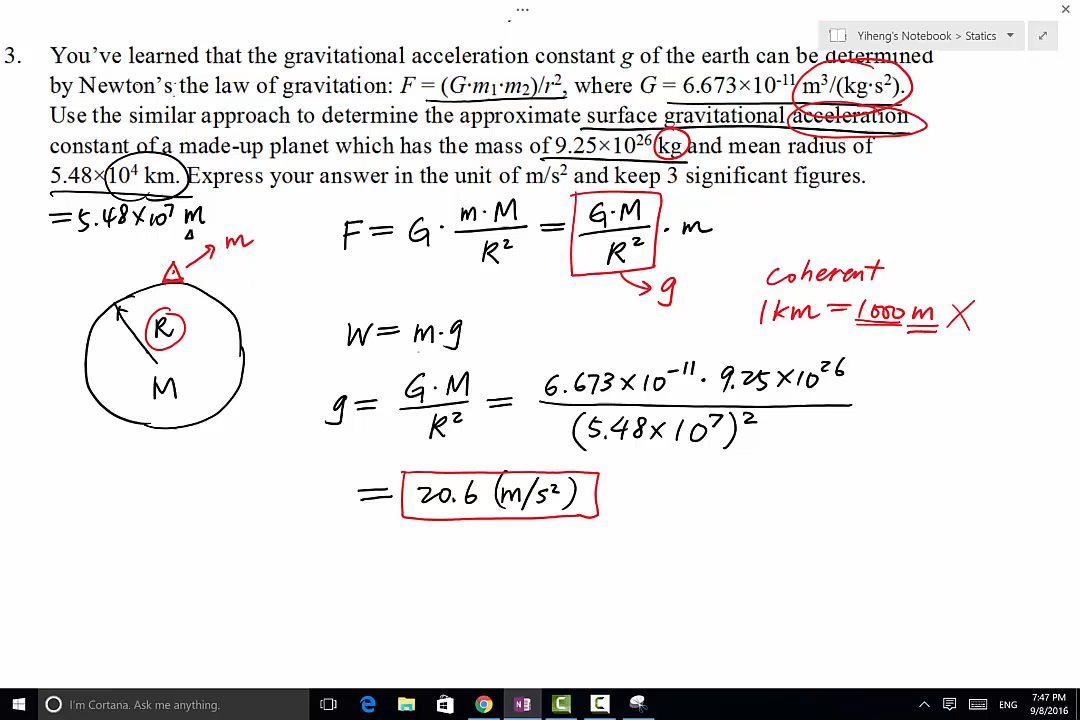 Yiheng's Notebook > Statics
3. You've learned that the gravitational acceleration constant g of the earth can be determined
by Newton's the law of gravitation: F = (G·m₁·m₂)/r², where G = 6.673×10⁻¹¹ m³/(kg·s²).
Use the similar approach to determine the approximate surface gravitational acceleration
constant of a made-up planet which has the mass of 9.25×10²⁶ kg and mean radius of
5.48×10⁴ km. Express your answer in the unit of m/s² and keep 3 significant figures.
= 5.48×10⁷ m
m
R
M
F = G · m·M / R² = G·M / R² · m
g
coherent
1km = 1000 m ×
W = m·g
g = G·M / R² = 6.673×10⁻¹¹ · 9.25×10²⁶ / (5.48×10⁷)²
= 20.6 (m/s²)
I'm Cortana. Ask me anything.
ENG
7:47 PM
9/8/2016